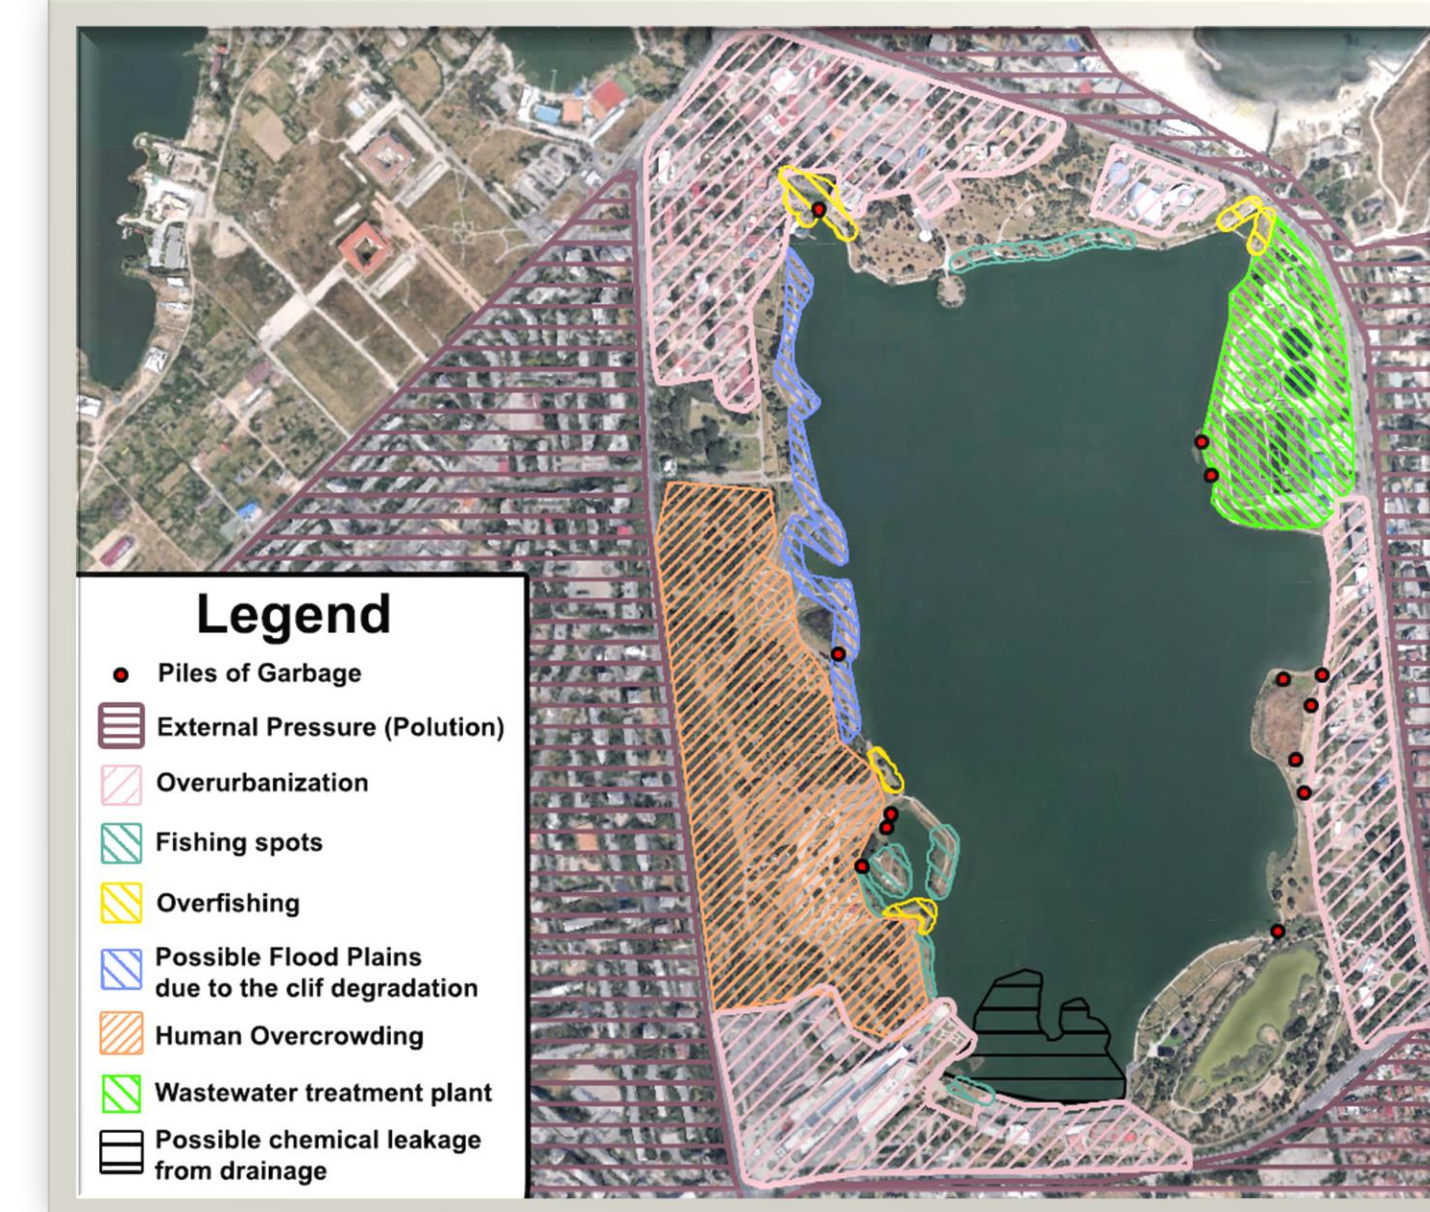 Legend
Piles of Garbage
External Pressure (Polution)
Overurbanization
Fishing spots
Overfishing
Possible Flood Plains
due to the clif degradation
Human Overcrowding
Wastewater treatment plant
Possible chemical leakage
from drainage